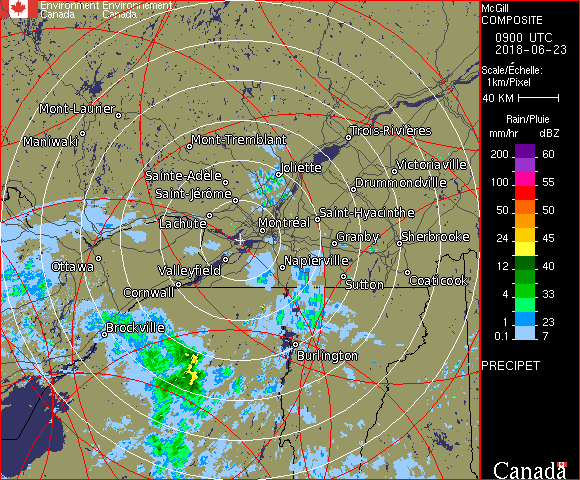 Environment Environnement
Canada Canada
McGill
COMPOSITE
0900 UTC
2018-06-23
Scale/Échelle:
1km/Pixel
40 KM
Rain/Pluie
mm/hr dBZ
200 60
100 55
50 50
24 45
12 40
4 33
1 23
0.1 7
PRECIPET
Canada
Mont-Laurier
Maniwaki
Mont-Tremblant
Trois-Rivières
Joliette
Victoriaville
Sainte-Adèle
Drummondville
Saint-Jérôme
Lachute
Saint-Hyacinthe
Montréal
Granby
Sherbrooke
Ottawa
Valleyfield
Napierville
Cornwall
Sutton
Coaticook
Brockville
Burlington